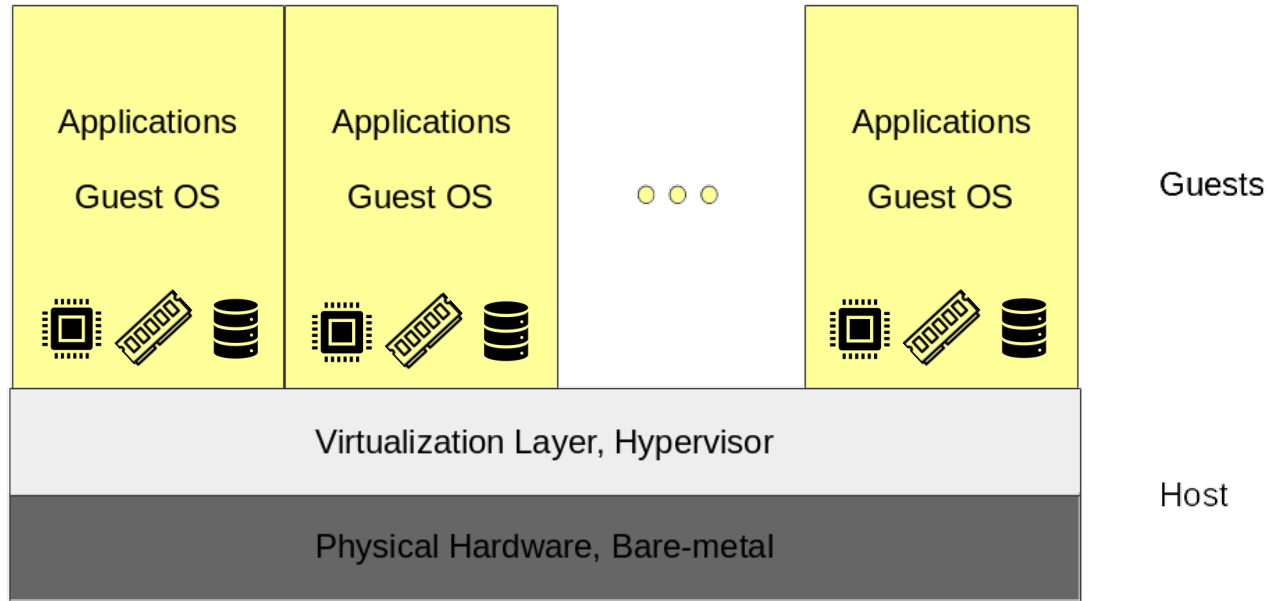 Applications
Guest OS
Applications
Guest OS
Applications
Guest OS
Guests
Virtualization Layer, Hypervisor
Host
Physical Hardware, Bare-metal